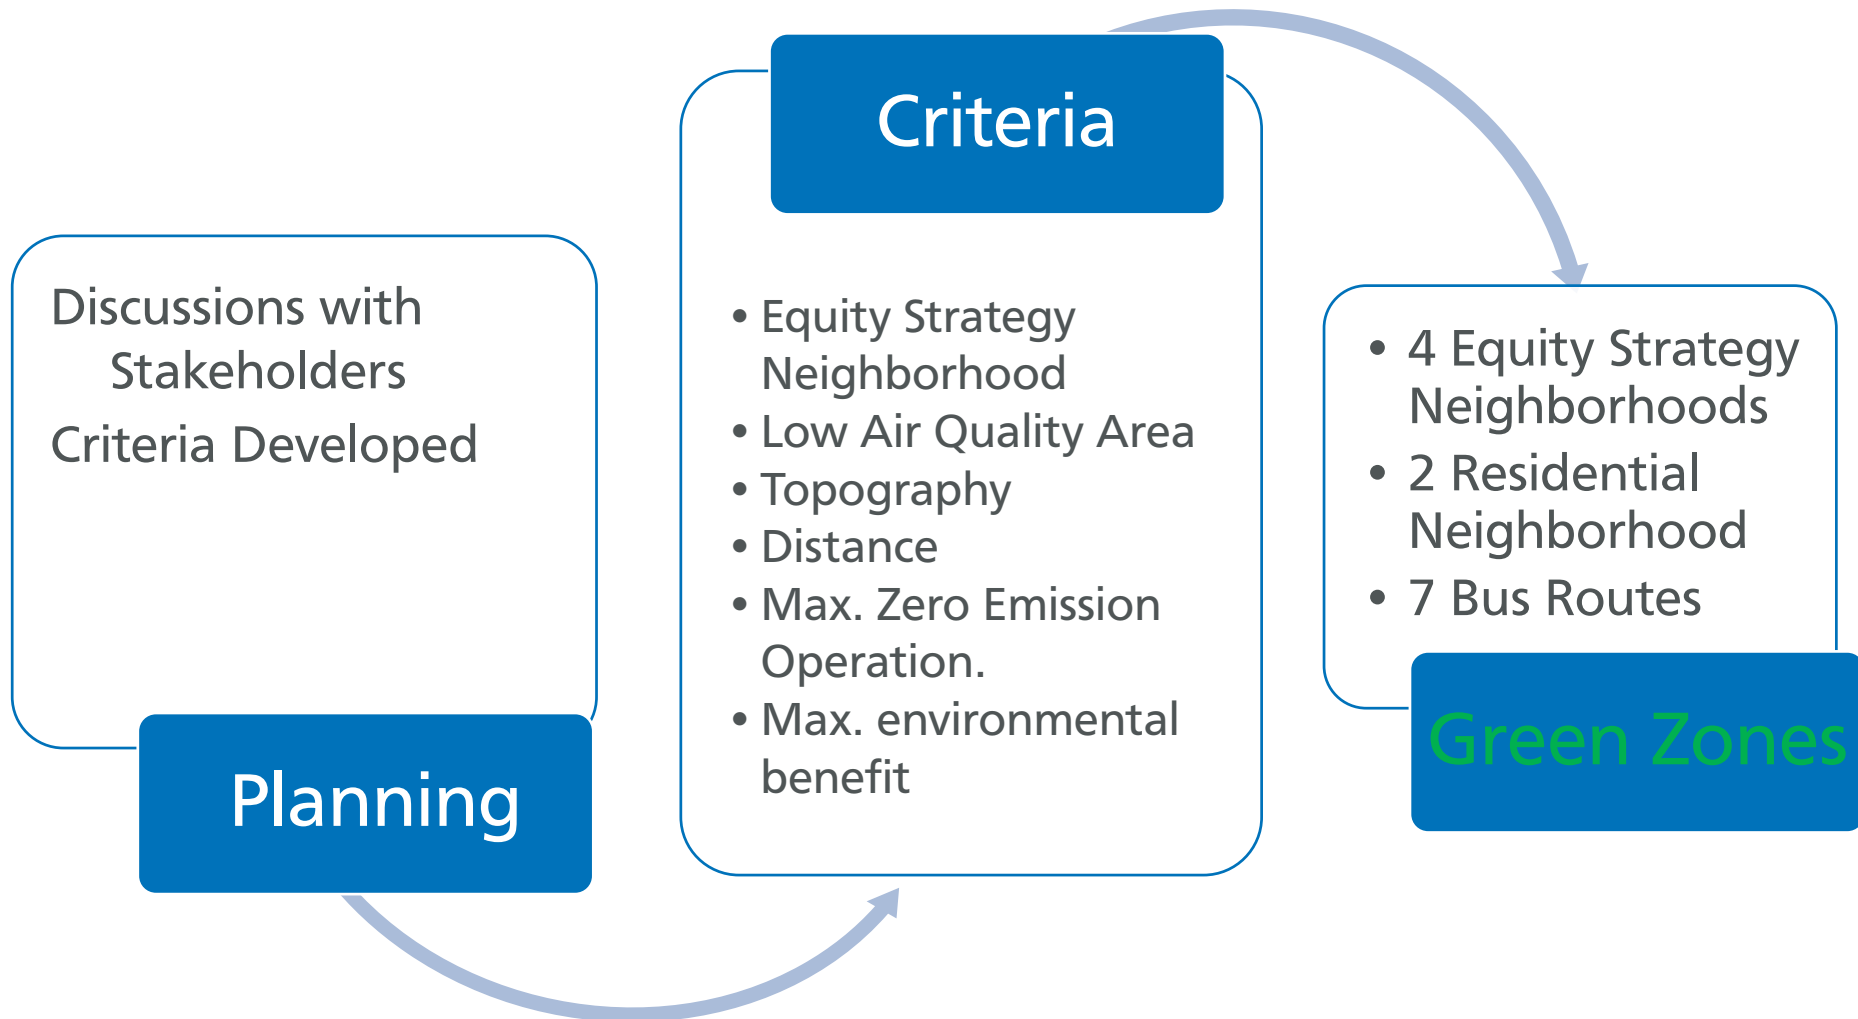 Discussions with
Stakeholders
Criteria Developed
Planning
Criteria
• Equity Strategy
Neighborhood
• Low Air Quality Area
• Topography
• Distance
• Max. Zero Emission
Operation.
• Max. environmental
benefit
• 4 Equity Strategy
Neighborhoods
• 2 Residential
Neighborhood
• 7 Bus Routes
Green Zones